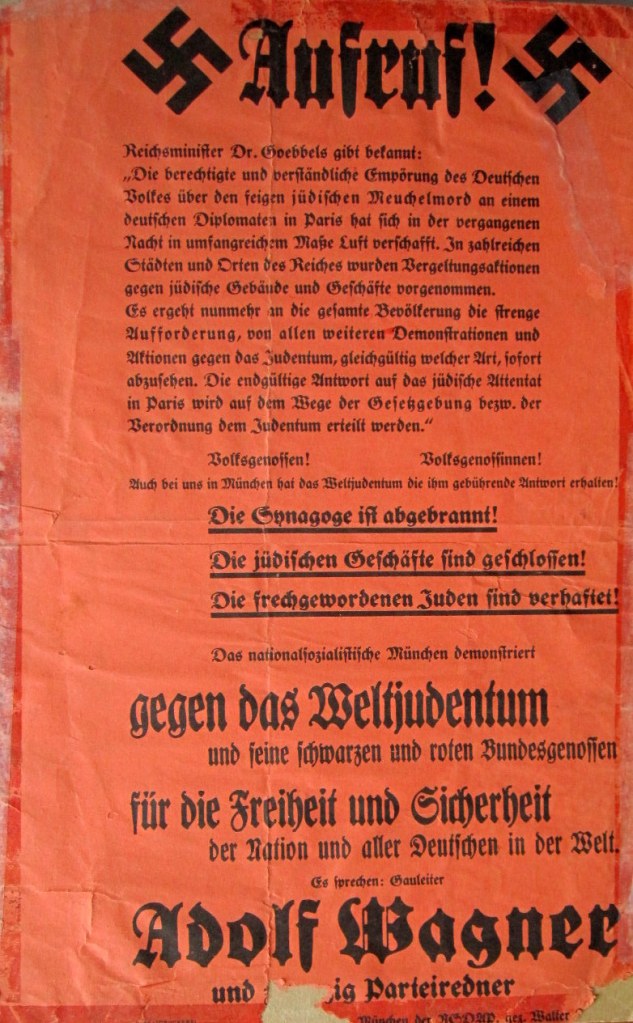 Aufruf!
Reichsminister Dr. Goebbels gibt bekannt:
„Die berechtigte und verständliche Empörung des Deutschen
Volkes über den feigen jüdischen Meuchelmord an einem
deutschen Diplomaten in Paris hat sich in der vergangenen
Nacht in umfangreichem Maße Luft verschafft. In zahlreichen
Städten und Orten des Reiches wurden Vergeltungsaktionen
gegen jüdische Gebäude und Geschäfte vorgenommen.
Es ergeht nunmehr an die gesamte Bevölkerung die strenge
Aufforderung, von allen weiteren Demonstrationen und
Aktionen gegen das Judentum, gleichgültig welcher Art, sofort
abzusehen. Die endgültige Antwort auf das jüdische Attentat
in Paris wird auf dem Wege der Gesetzgebung bezw. der
Verordnung dem Judentum erteilt werden.“
Volksgenossen! Volksgenossinnen!
Auch bei uns in München hat das Weltjudentum die ihm gebührende Antwort erhalten!
Die Synagoge ist abgebrannt!
Die jüdischen Geschäfte sind geschlossen!
Die frechgewordenen Juden sind verhaftet!
Das nationalsozialistische München demonstriert
gegen das Weltjudentum
und seine schwarzen und roten Bundesgenossen
für die Freiheit und Sicherheit
der Nation und aller Deutschen in der Welt.
Es sprechen: Gauleiter
Adolf Wagner
und Parteiredner
München der NSDAP. gez. Walter